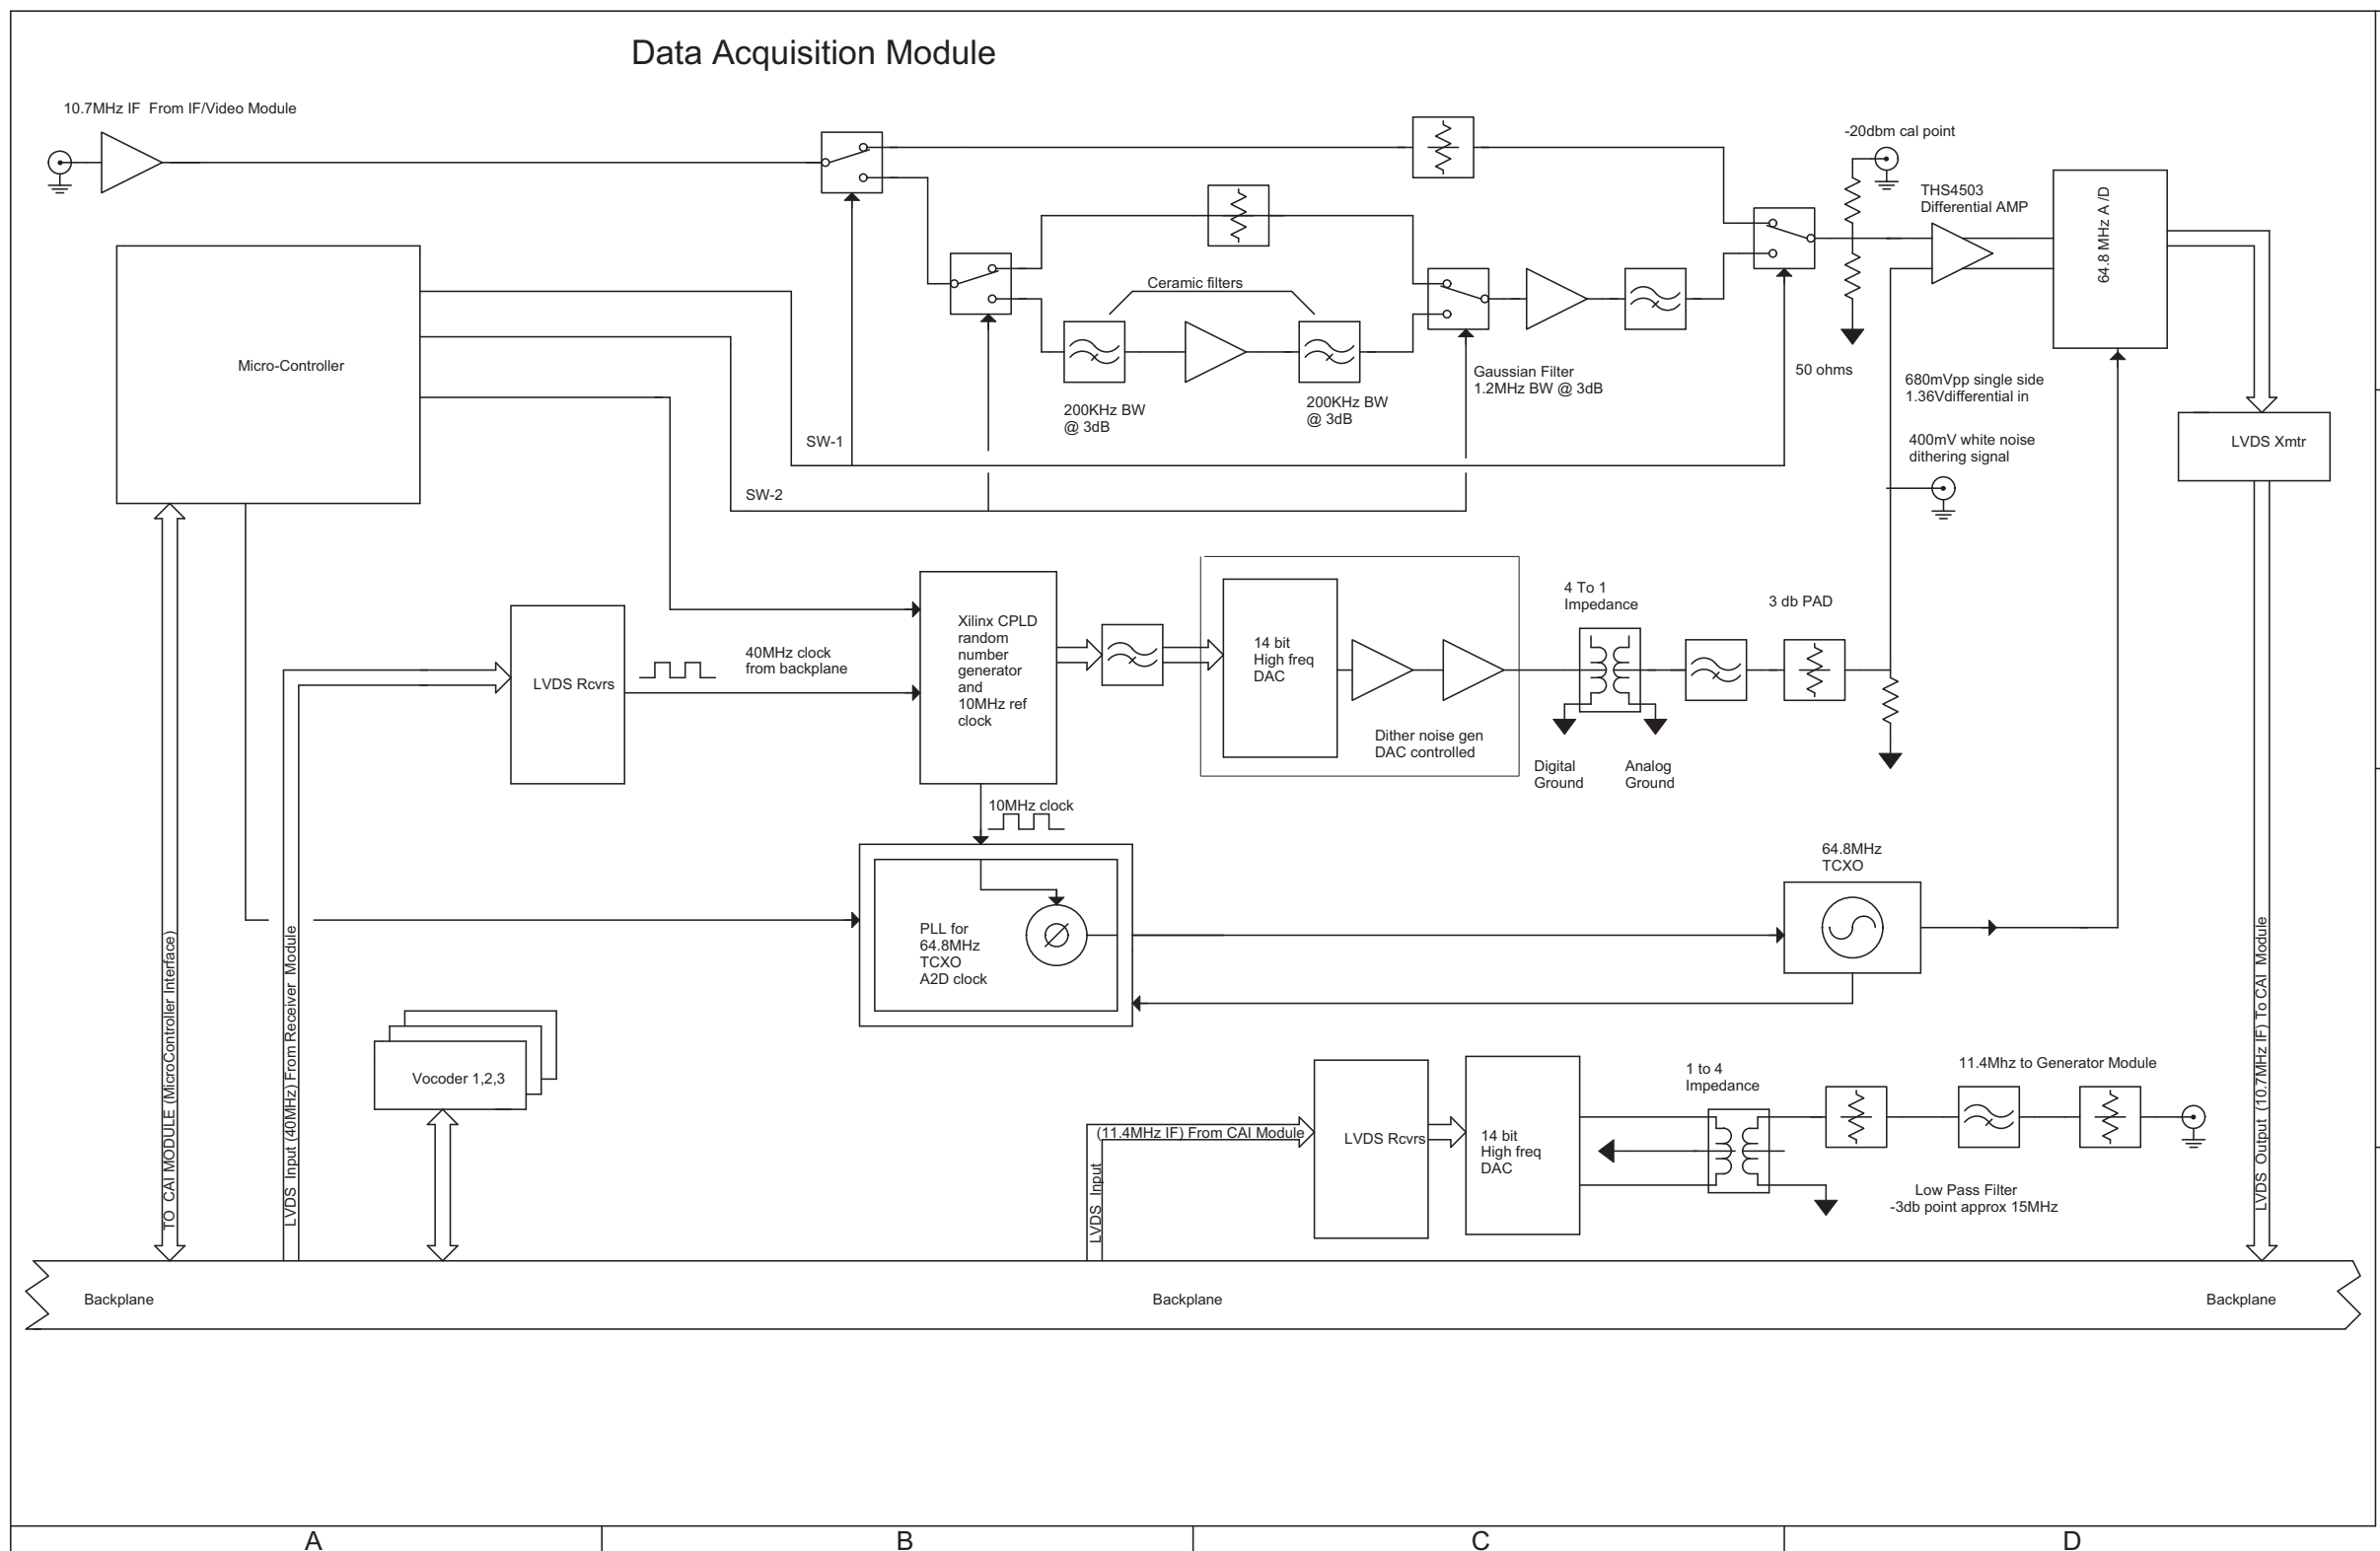 Data Acquisition Module
10.7MHz IF  From IF/Video Module
-20dbm cal point
THS4503
Differential AMP
64.8 MHz A /D
Ceramic filters
Micro-Controller
200KHz BW
@ 3dB
200KHz BW
@ 3dB
Gaussian Filter
1.2MHz BW @ 3dB
50 ohms
680mVpp single side
1.36Vdifferential in
400mV white noise
dithering signal
LVDS Xmtr
SW-1
SW-2
LVDS Rcvrs
40MHz clock
from backplane
Xilinx CPLD
random
number
generator
and
10MHz ref
clock
14 bit
High freq
DAC
Dither noise gen
DAC controlled
4 To 1
Impedance
Digital
Ground
Analog
Ground
3 db PAD
10MHz clock
PLL for
64.8MHz
TCXO
A2D clock
64.8MHz
TCXO
TO  CAI MODULE (MicroController Interface)
LVDS  Input (40MHz) From Receiver  Module
Vocoder 1,2,3
LVDS  Input
(11.4MHz IF) From CAI Module
LVDS Rcvrs
14 bit
High freq
DAC
1 to 4
Impedance
11.4Mhz to Generator Module
Low Pass Filter
-3db point approx 15MHz
LVDS  Output  (10.7MHz IF) To CAI  Module
Backplane
Backplane
Backplane
A
B
C
D